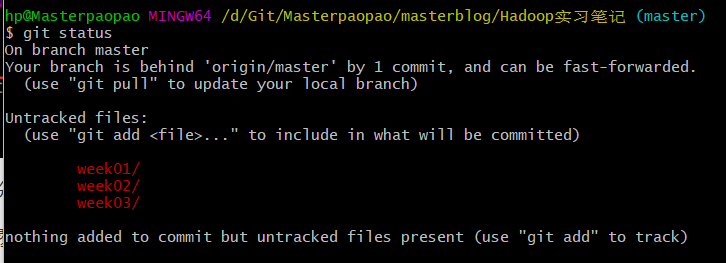 hp@Masterpaopao MINGW64 /d/Git/Masterpaopao/masterblog/Hadoop实习笔记 (master)
$ git status
On branch master
Your branch is behind 'origin/master' by 1 commit, and can be fast-forwarded.
(use "git pull" to update your local branch)
Untracked files:
(use "git add <file>..." to include in what will be committed)
week01/
week02/
week03/
nothing added to commit but untracked files present (use "git add" to track)